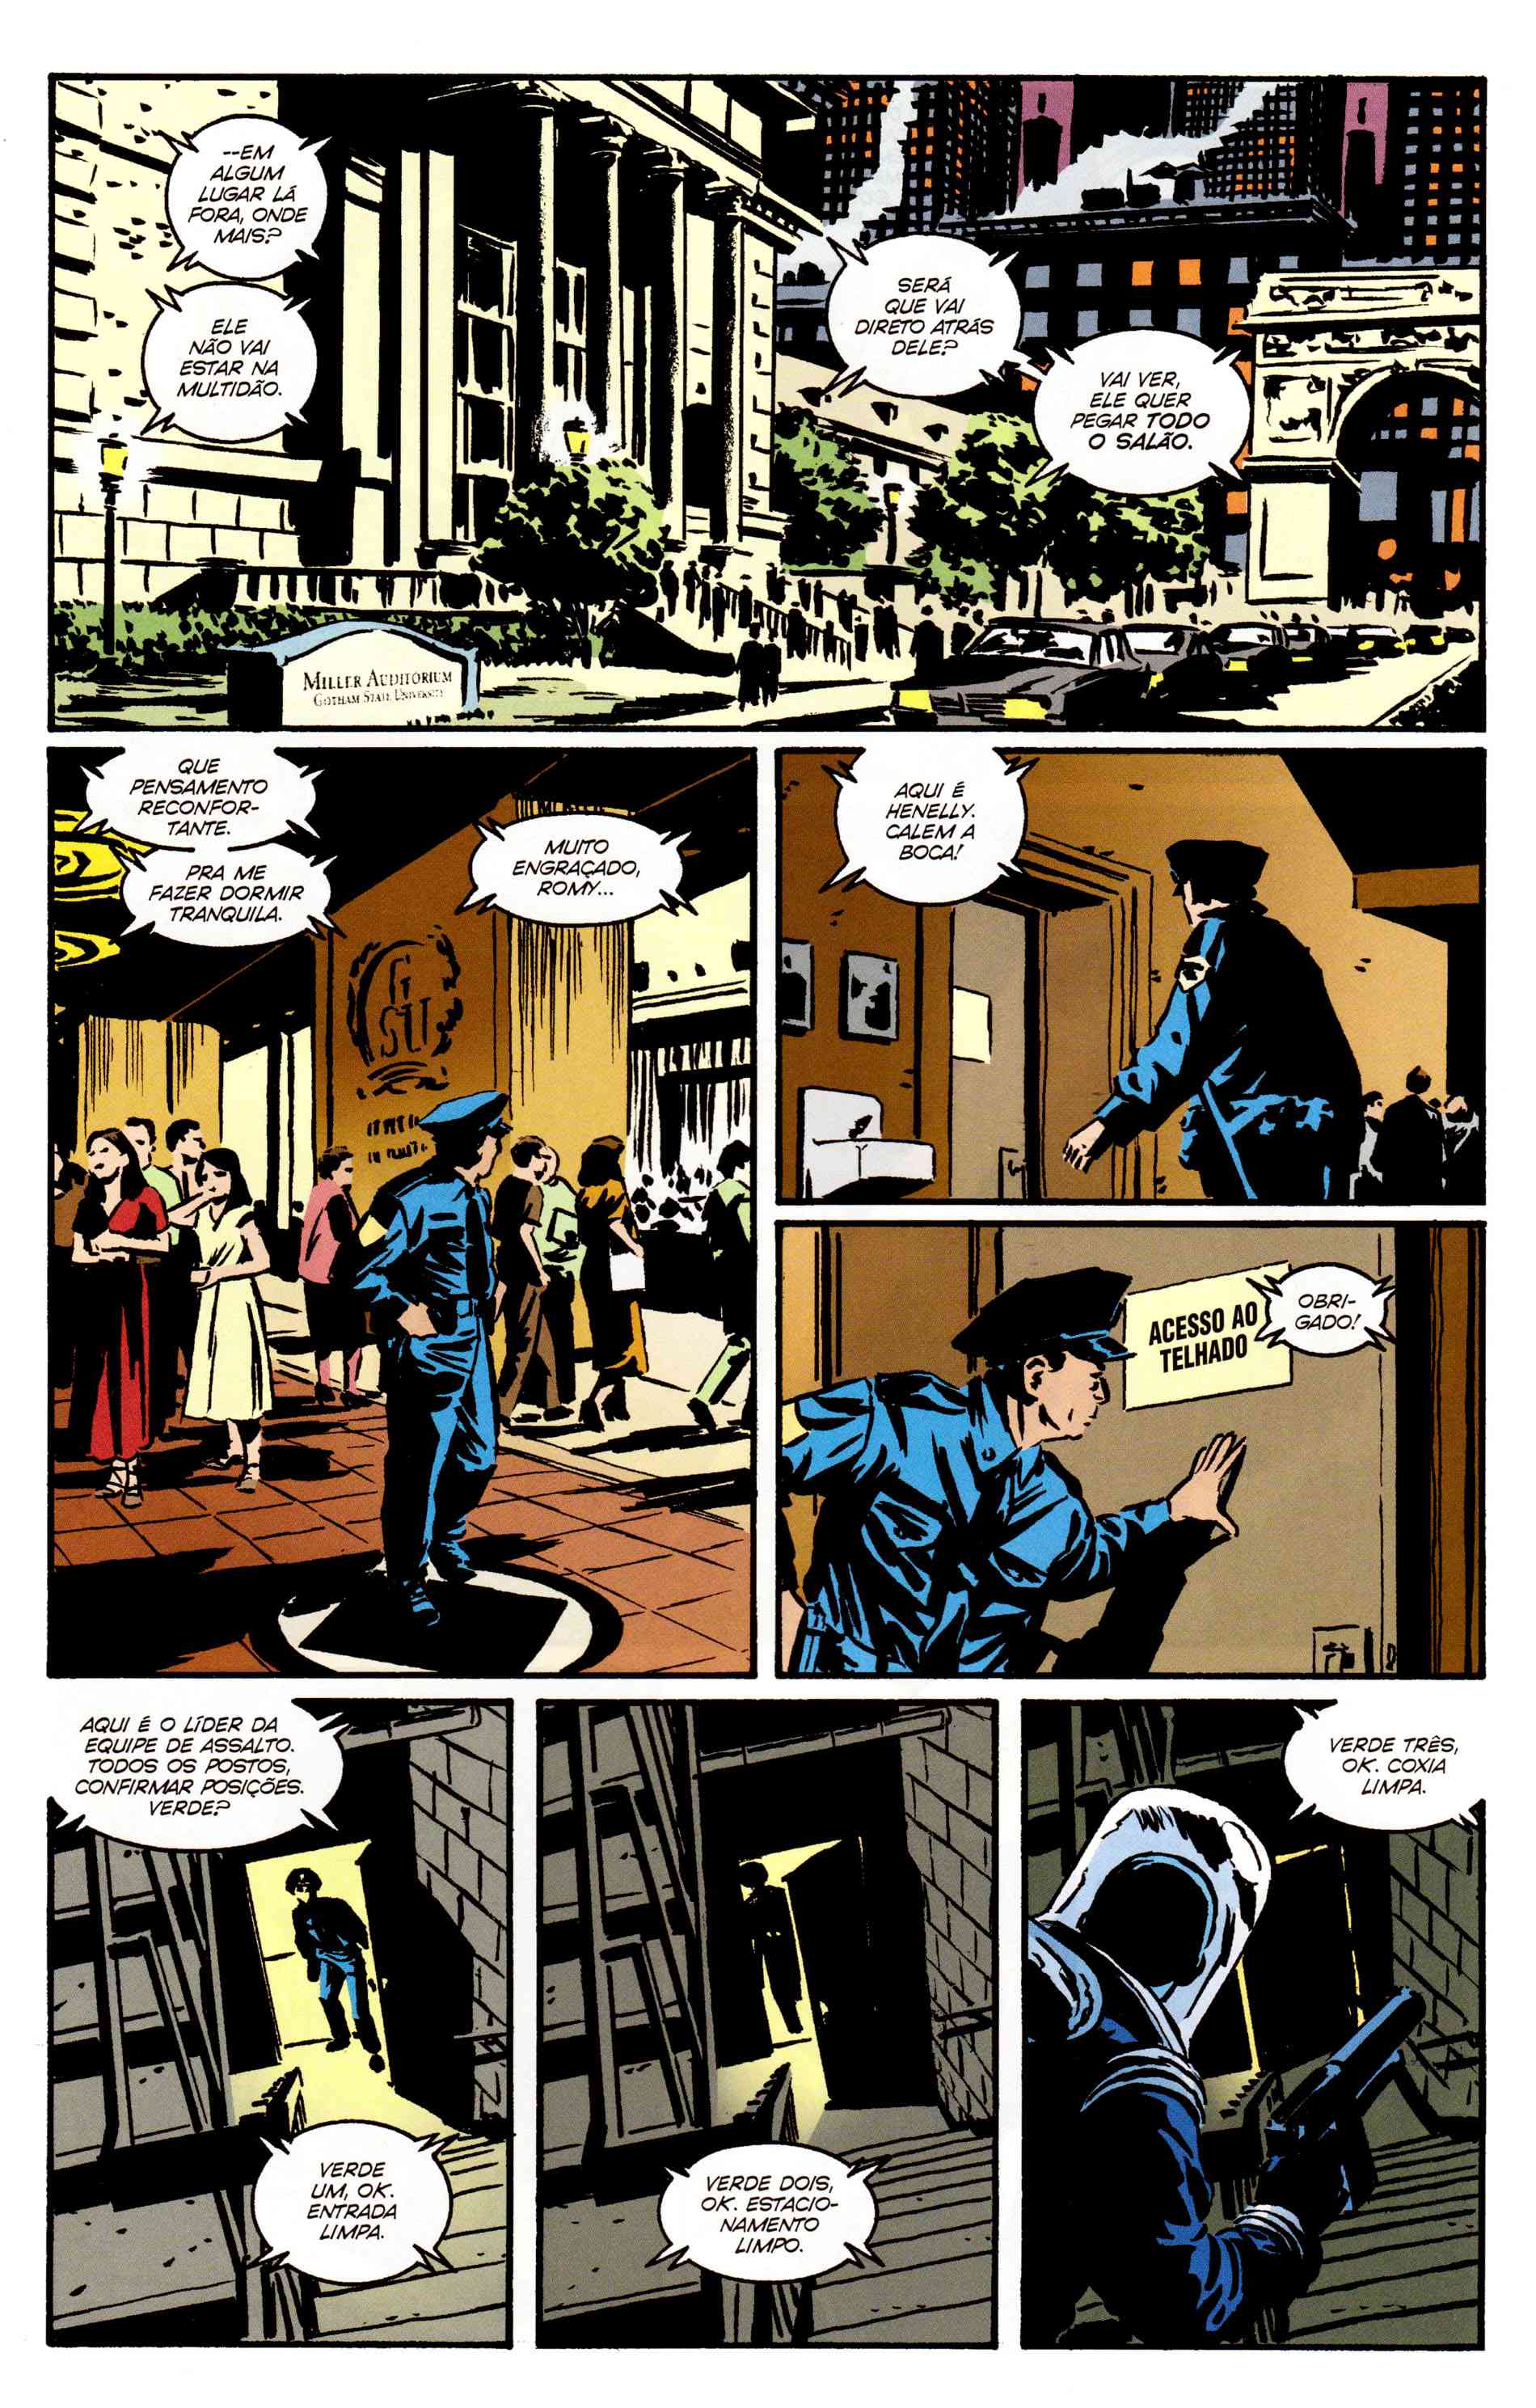 --EM
ALGUM
LUGAR LÁ
FORA, ONDE
MAIS?
ELE
NÃO VAI
ESTAR NA
MULTIDÃO.
SERÁ
QUE VAI
DIRETO ATRÁS
DELE?
VAI VER,
ELE QUER
PEGAR TODO
O SALÃO.
MILLER AUDITORIUM
GOTHAM STATE UNIVERSITY
QUE
PENSAMENTO
RECONFOR-
TANTE.
PRA ME
FAZER DORMIR
TRANQUILA.
MUITO
ENGRAÇADO,
ROMY...
G
SU
AQUI É
HENELLY.
CALEM A
BOCA!
ACESSO AO
TELHADO
OBRI-
GADO!
AQUI É O LÍDER DA
EQUIPE DE ASSALTO.
TODOS OS POSTOS,
CONFIRMAR POSIÇÕES.
VERDE?
VERDE
UM, OK.
ENTRADA
LIMPA.
VERDE DOIS,
OK. ESTACIO-
NAMENTO
LIMPO.
VERDE TRÊS,
OK. COXIA
LIMPA.